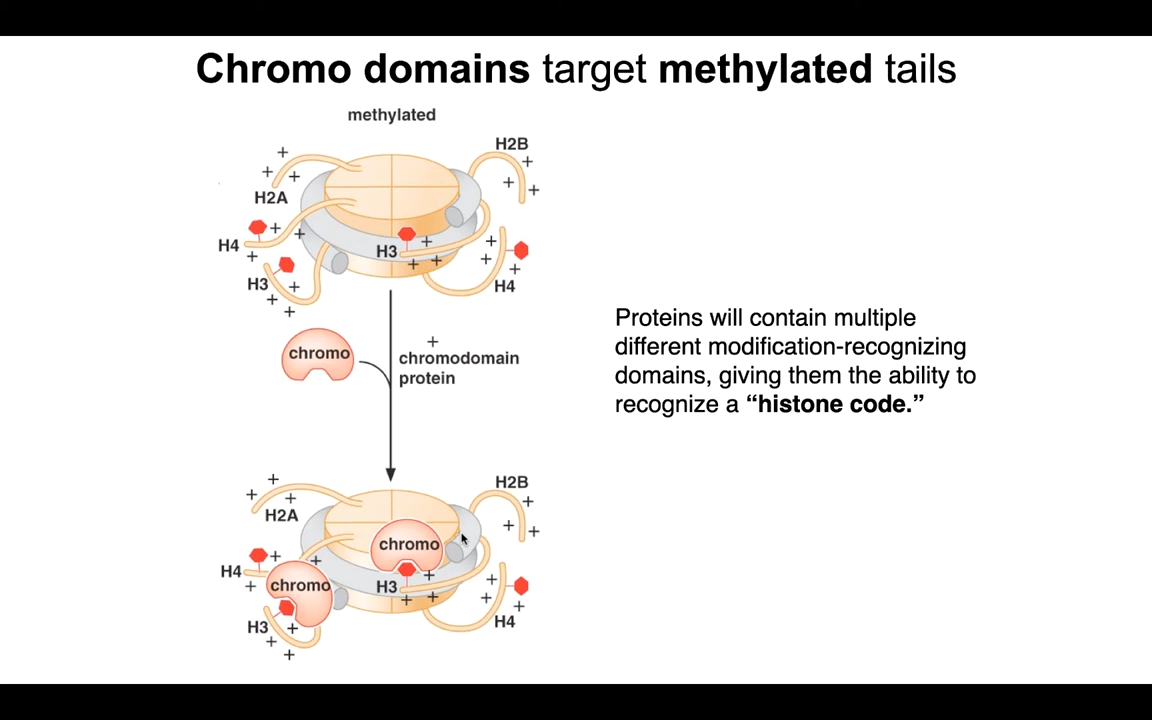 Chromo domains target methylated tails
methylated
H2B
+
+
+
+
+
+
H2A
+
+
H4
+
H3
+
+
+
H3
+
+
+
+
+
+
H4
chromo
+
chromodomain
protein
Proteins will contain multiple
different modification-recognizing
domains, giving them the ability to
recognize a “histone code.”
H2B
+
+
+
+
+
+
H2A
chromo
+
+
H4
+
chromo
H3
+
+
+
H3
+
+
+
+
+
+
H4